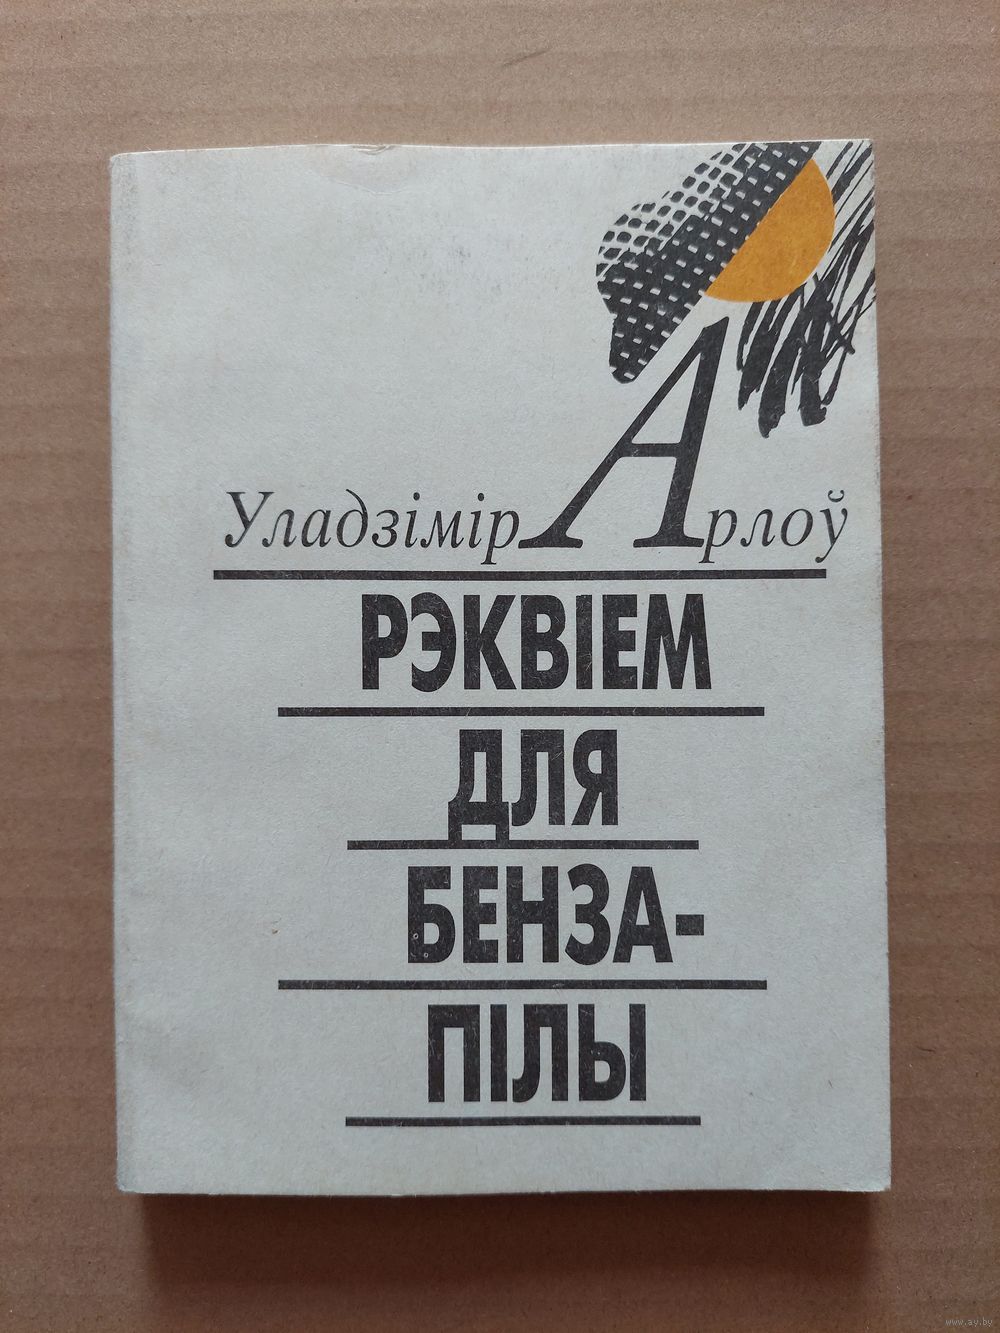 Уладзімір Арлоў
РЭКВІЕМ
ДЛЯ
БЕНЗА-
ПІЛЫ
www.ay.by